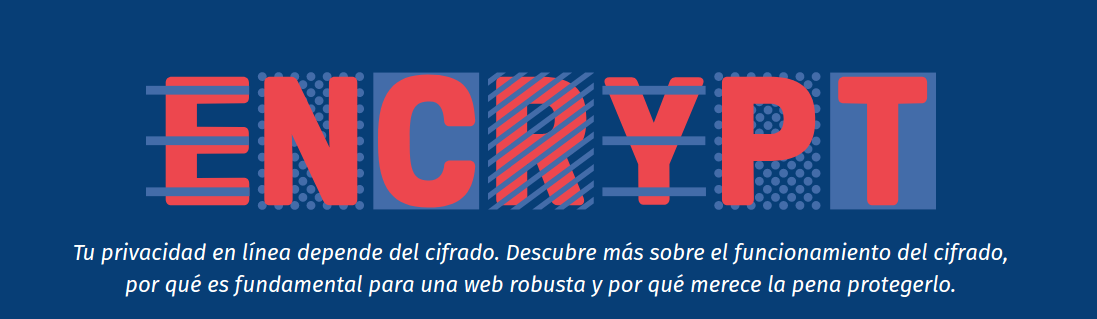 ENCRYPT
Tu privacidad en línea depende del cifrado. Descubre más sobre el funcionamiento del cifrado,
por qué es fundamental para una web robusta y por qué merece la pena protegerlo.